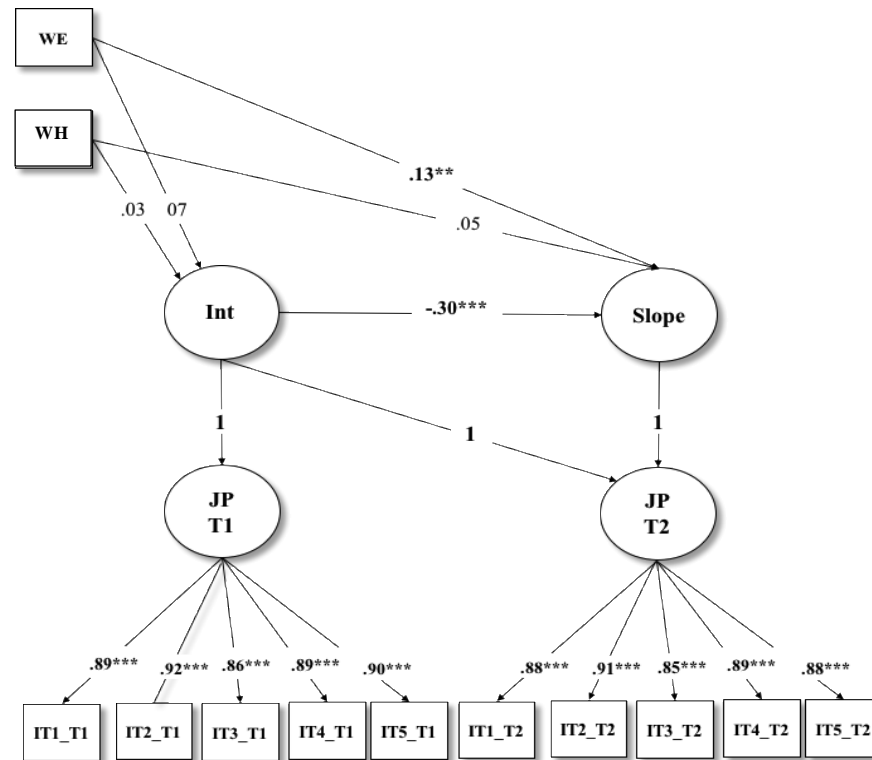 WE
WH
.13**
.03
07
.05
Int
-.30***
Slope
1
1
1
JP
T1
JP
T2
.89***
.92***
.86***
.89***
.90***
.88***
.91***
.85***
.89***
.88***
IT1_T1
IT2_T1
IT3_T1
IT4_T1
IT5_T1
IT1_T2
IT2_T2
IT3_T2
IT4_T2
IT5_T2